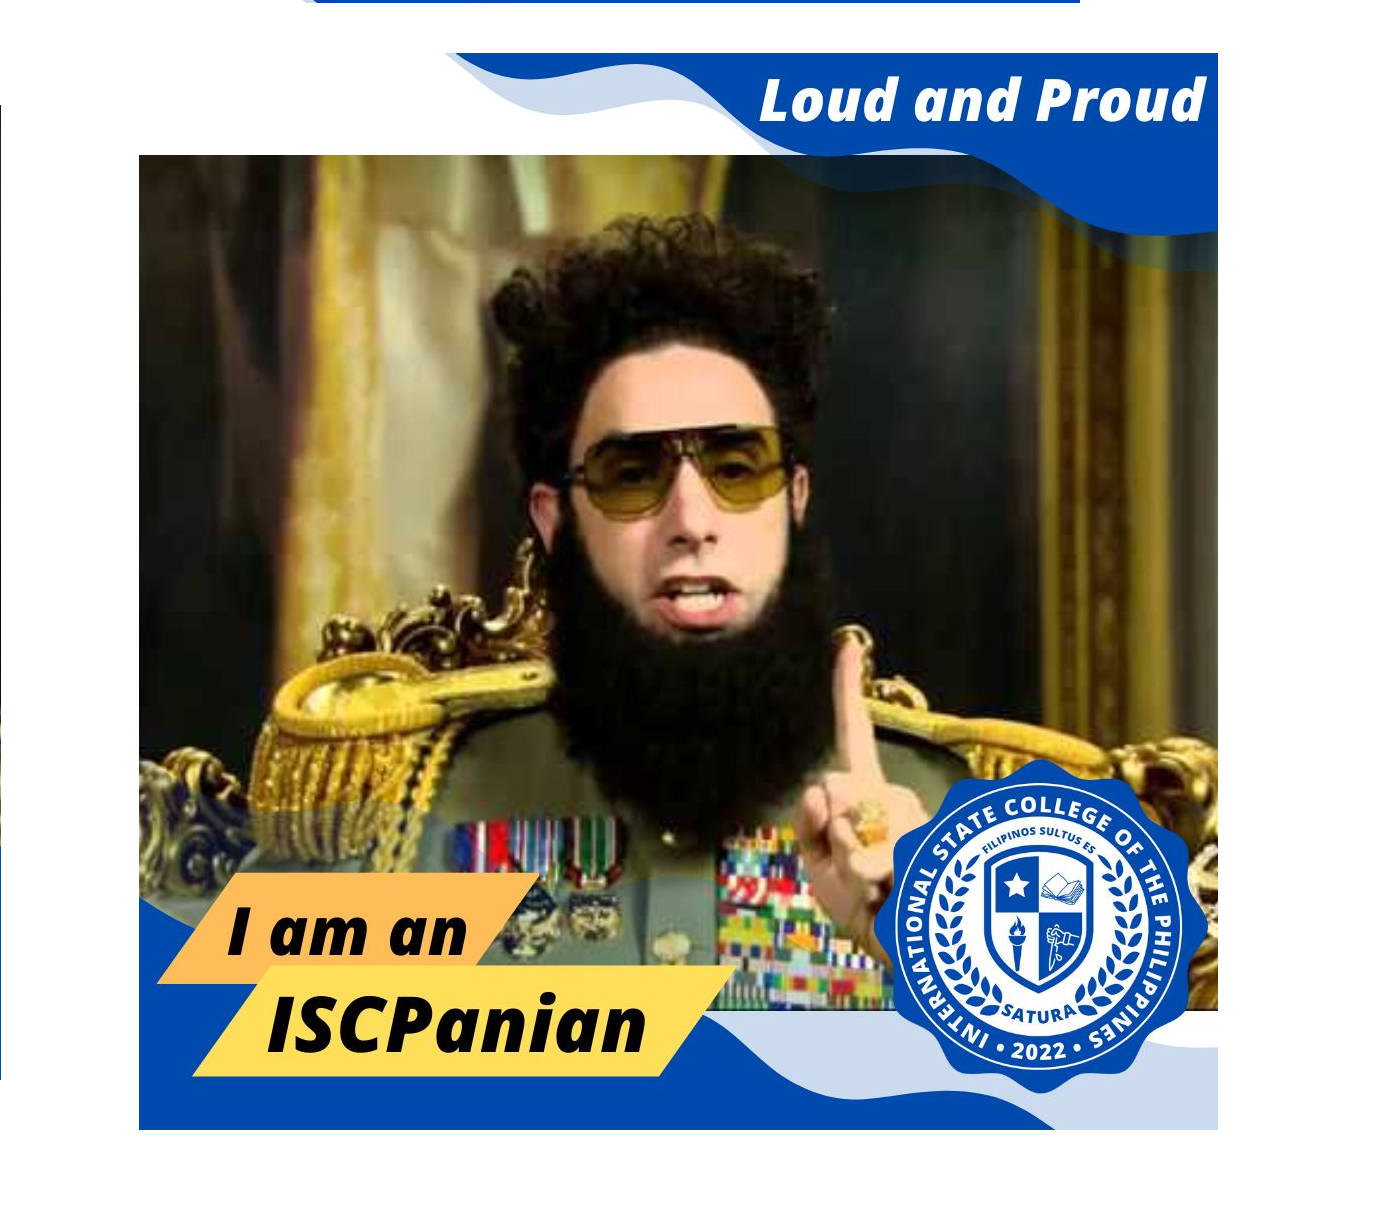 Loud and Proud
INTERNATIONAL STATE COLLEGE OF THE PHILIPPINES
FILIPINOS SULTUS ES
SATURA
• 2022 •
I am an
ISCPanian